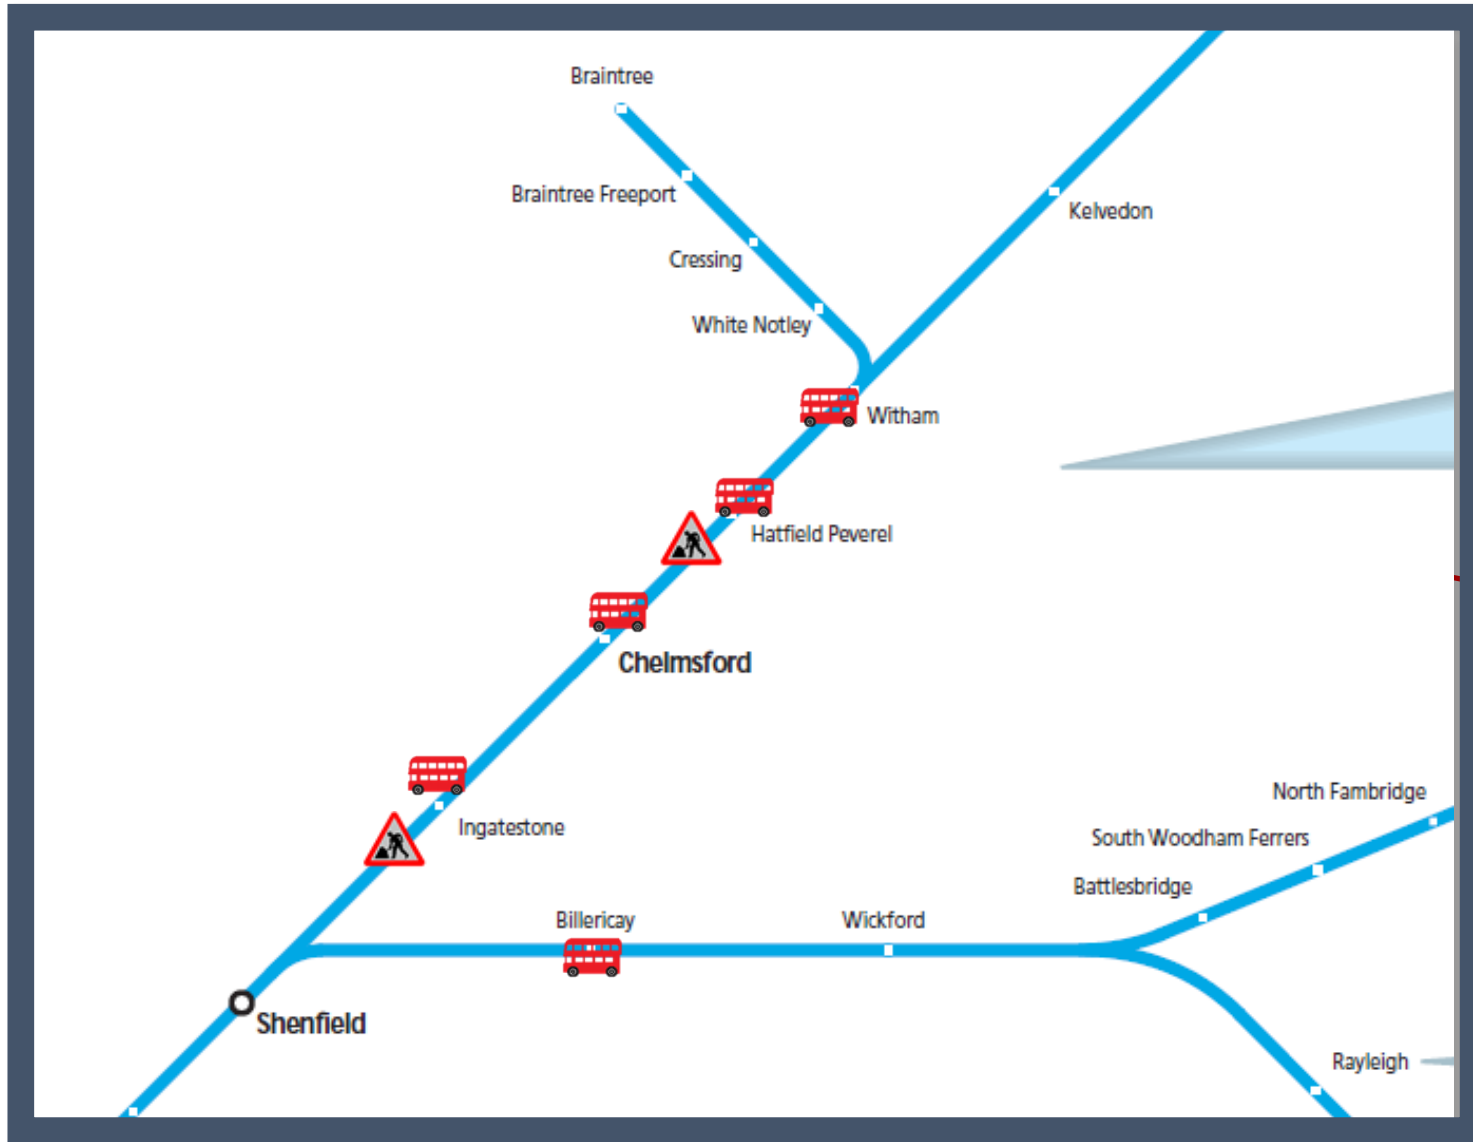 Braintree
Braintree Freeport
Kelvedon
Cressing
White Notley
Witham
Hatfield Peverel
Chelmsford
North Fambridge
Ingatestone
South Woodham Ferrers
Battlesbridge
Billericay
Wickford
Shenfield
Rayleigh